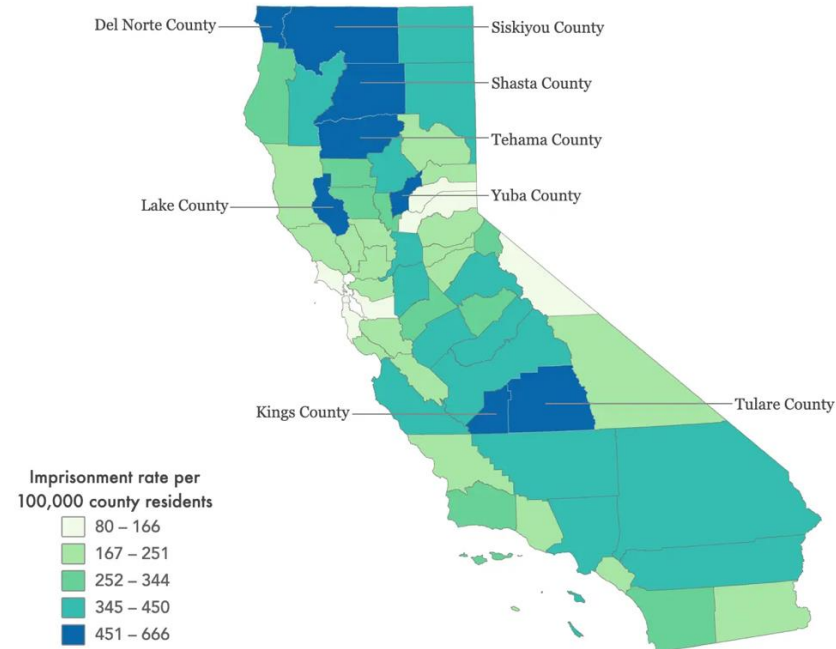 Del Norte County
Siskiyou County
Shasta County
Tehama County
Yuba County
Lake County
Kings County
Tulare County
Imprisonment rate per
100,000 county residents
80 – 166
167 – 251
252 – 344
345 – 450
451 – 666